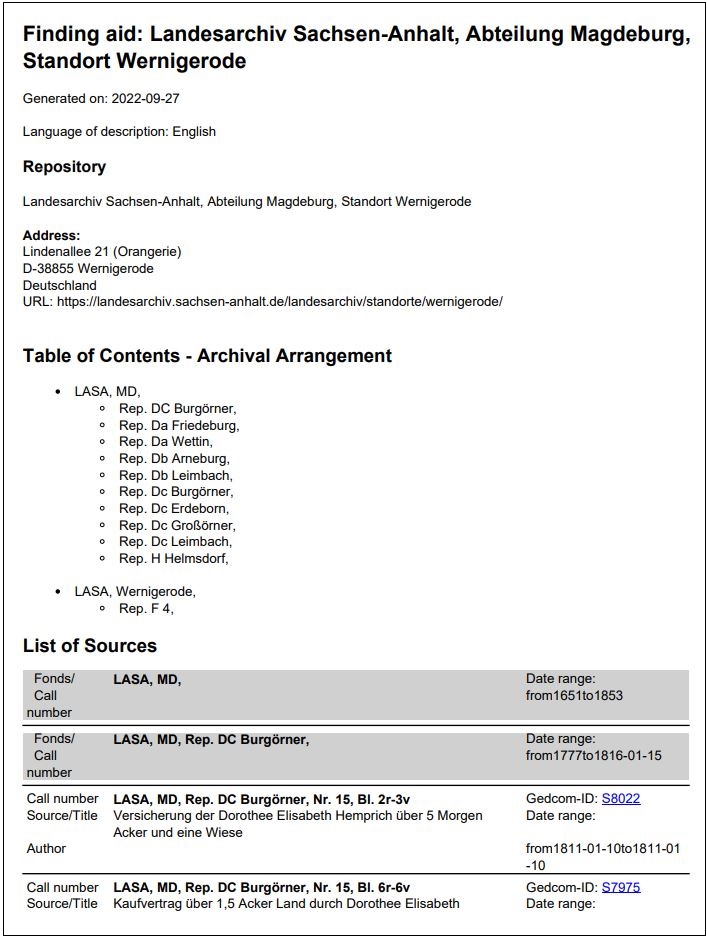 Finding aid: Landesarchiv Sachsen-Anhalt, Abteilung Magdeburg,
Standort Wernigerode
Generated on: 2022-09-27
Language of description: English
Repository
Landesarchiv Sachsen-Anhalt, Abteilung Magdeburg, Standort Wernigerode
Address:
Lindenallee 21 (Orangerie)
D-38855 Wernigerode
Deutschland
URL: https://landesarchiv.sachsen-anhalt.de/landesarchiv/standorte/wernigerode/
Table of Contents - Archival Arrangement
• LASA, MD,
◦ Rep. DC Burgörner,
◦ Rep. Da Friedeburg,
◦ Rep. Da Wettin,
◦ Rep. Db Arneburg,
◦ Rep. Db Leimbach,
◦ Rep. Dc Burgörner,
◦ Rep. Dc Erdeborn,
◦ Rep. Dc Großörner,
◦ Rep. Dc Leimbach,
◦ Rep. H Helmsdorf,
• LASA, Wernigerode,
◦ Rep. F 4,
List of Sources
Fonds/ LASA, MD, Date range:
Call from1651to1853
number
Fonds/ LASA, MD, Rep. DC Burgörner, Date range:
Call from1777to1816-01-15
number
Call number LASA, MD, Rep. DC Burgörner, Nr. 15, Bl. 2r-3v Gedcom-ID: S8022
Source/Title Versicherung der Dorothee Elisabeth Hemprich über 5 Morgen Date range:
Acker und eine Wiese
Author from1811-01-10to1811-01
-10
Call number LASA, MD, Rep. DC Burgörner, Nr. 15, Bl. 6r-6v Gedcom-ID: S7975
Source/Title Kaufvertrag über 1,5 Acker Land durch Dorothee Elisabeth Date range: